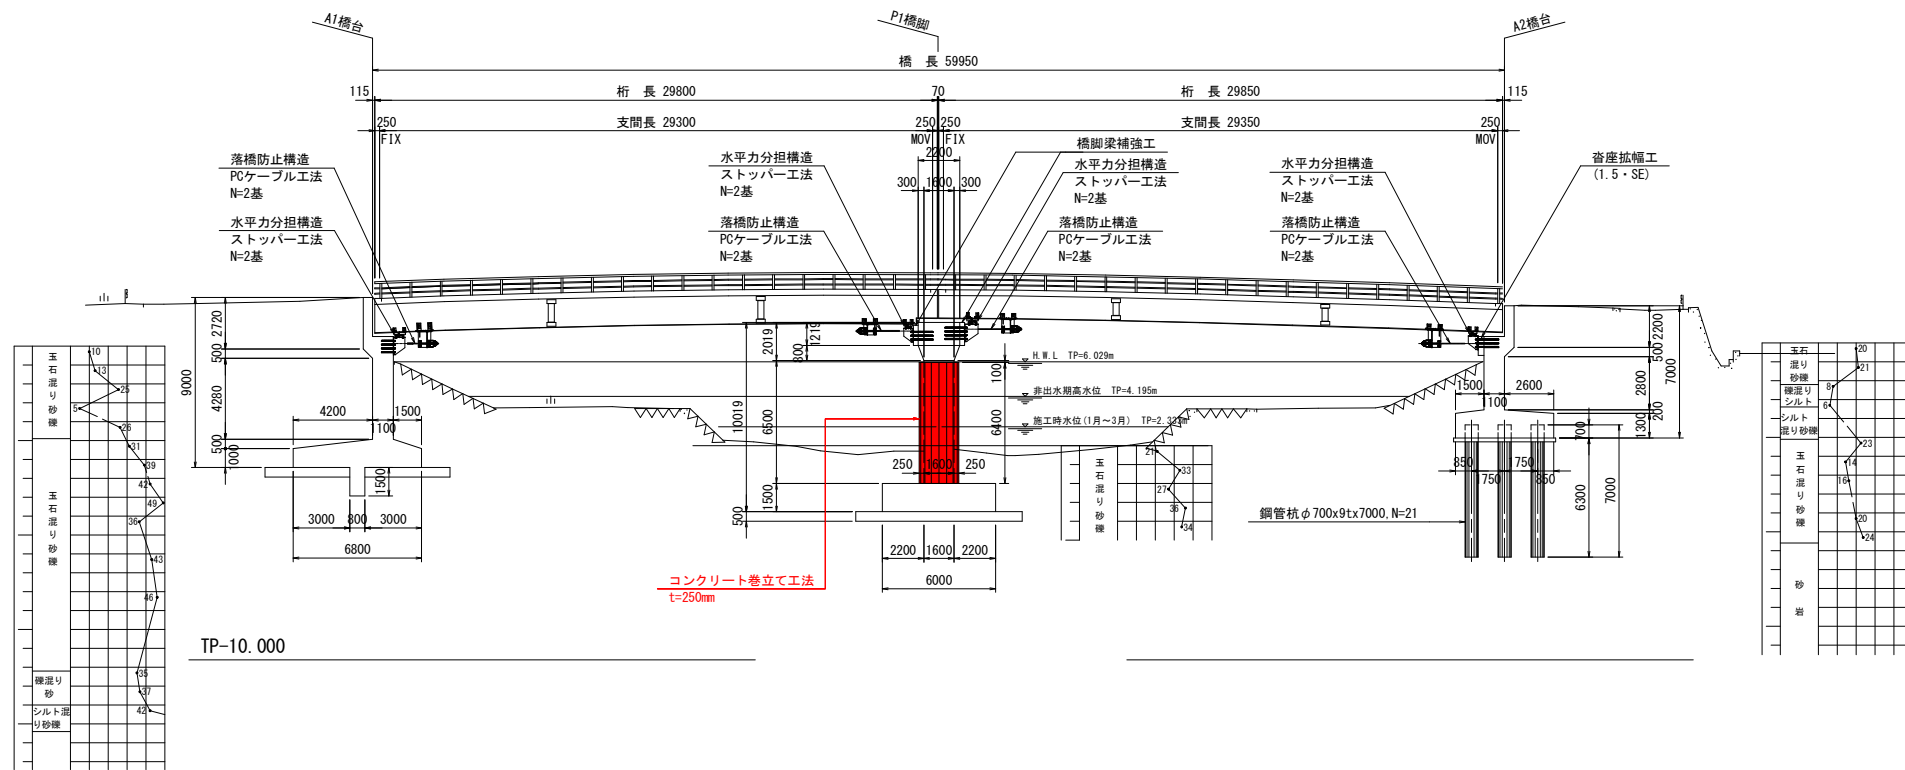 A1橋台
P1橋脚
A2橋台
橋 長 59950
115
桁 長 29800
70
桁 長 29850
115
250
支間長 29300
250
250
支間長 29350
250
FIX
MOV
FIX
MOV
落橋防止構造
PCケーブル工法
N=2基
水平力分担構造
ストッパー工法
N=2基
水平力分担構造
ストッパー工法
N=2基
落橋防止構造
PCケーブル工法
N=2基
2200
300
1600
300
橋脚梁補強工
水平力分担構造
ストッパー工法
N=2基
落橋防止構造
PCケーブル工法
N=2基
水平力分担構造
ストッパー工法
N=2基
落橋防止構造
PCケーブル工法
N=2基
沓座拡幅工
(1.5・SE)
2720
500
4280
9000
500
1000
4200
1500
1100
1500
3000
800
3000
6800
2019
1219
800
10019
6500
1500
500
100
6400
H.W.L TP=6.029m
非出水期高水位 TP=4.195m
施工時水位(1月~3月)
250
1600
250
2200
1600
2200
6000
コンクリート巻立て工法
t=250mm
2200
500
2800
7000
200
1300
1500
2600
1100
700
850
1750
1750
850
6300
7000
鋼管杭φ700x9tx7000,N=21
TP-10.000
玉石混り砂礫
10
13
25
5
26
31
玉石混り砂礫
39
42
49
36
43
46
35
礫混り
砂
37
シルト混
り砂礫
42
玉石混り砂礫
21
33
27
36
34
玉石
混り
砂礫
20
21
礫混り
シルト
8
6
シルト
混り砂礫
玉石混り砂礫
23
14
16
20
24
砂岩